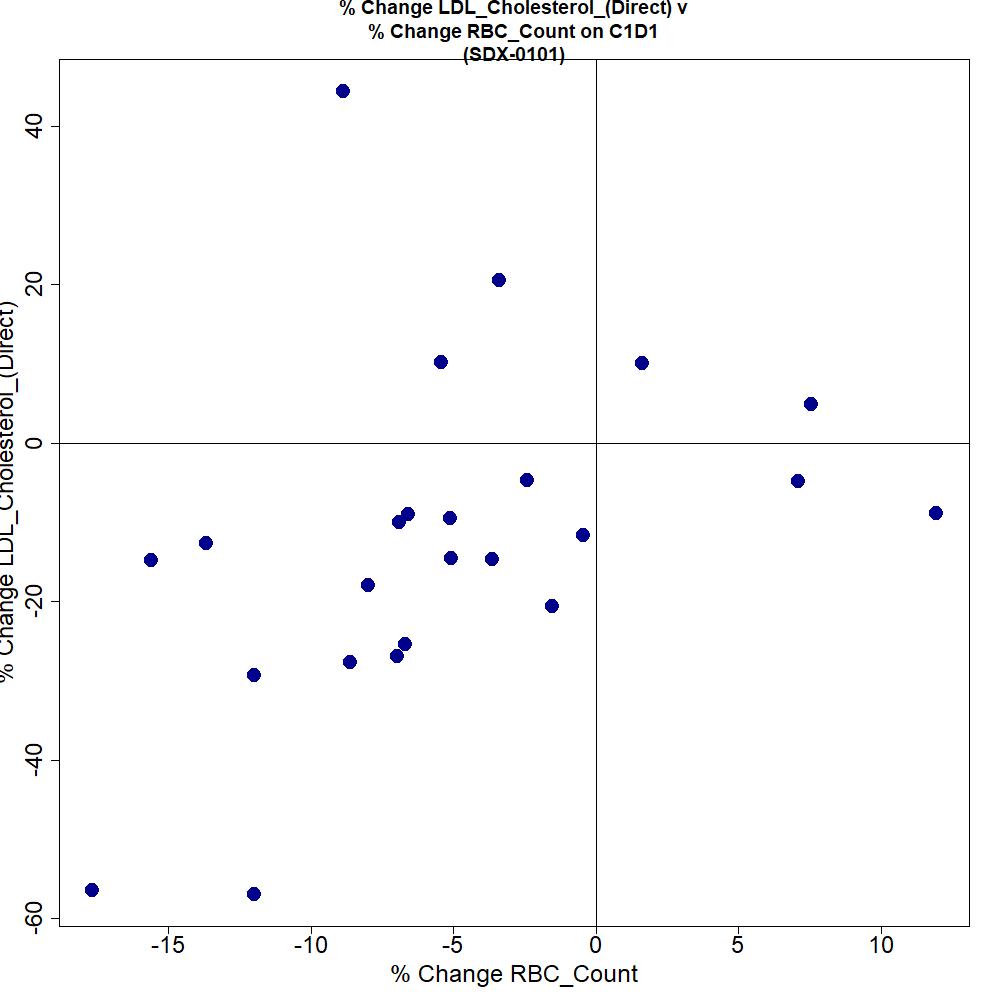 % Change LDL_Cholesterol_(Direct) v
% Change RBC_Count on C1D1
(SDX-0101)
% Change LDL_Cholesterol_(Direct)
40
20
0
-20
-40
-60
-15
-10
-5
0
5
10
% Change RBC_Count